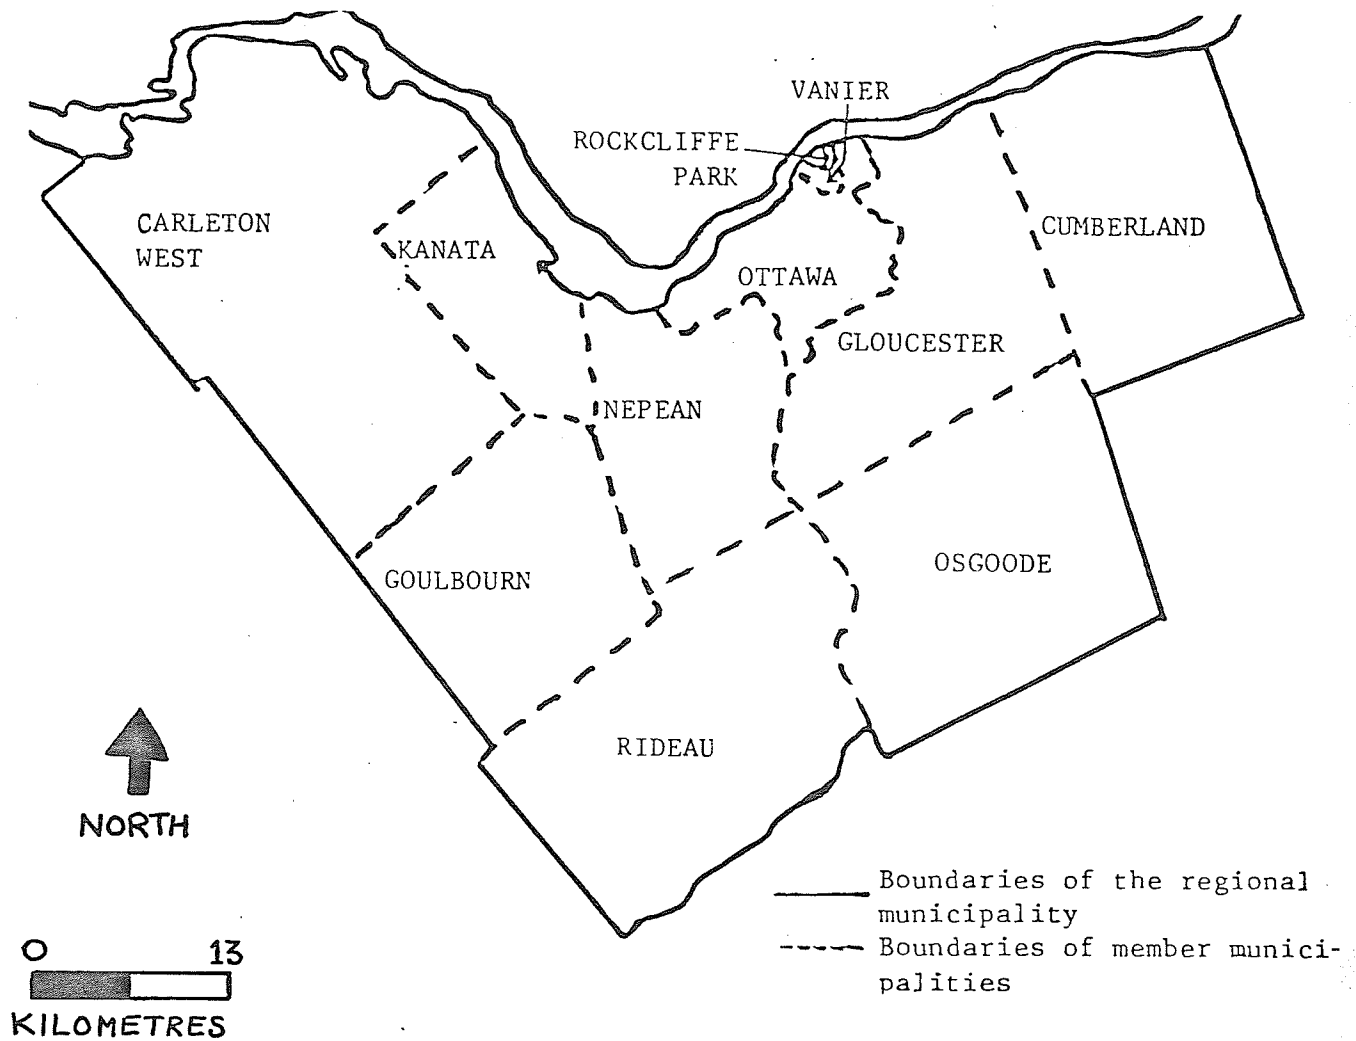 VANIER
ROCKCLIFFE
PARK
CARLETON
WEST
KANATA
CUMBERLAND
OTTAWA
GLOUCESTER
NEPEAN
GOULBOURN
OSGOODE
RIDEAU
NORTH
Boundaries of the regional
municipality
Boundaries of member munici-
palities
0 13
KILOMETRES